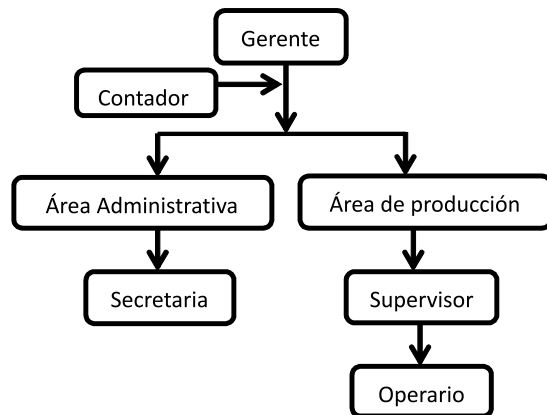 Gerente
Contador
Área Administrativa
Área de producción
Secretaria
Supervisor
Operario